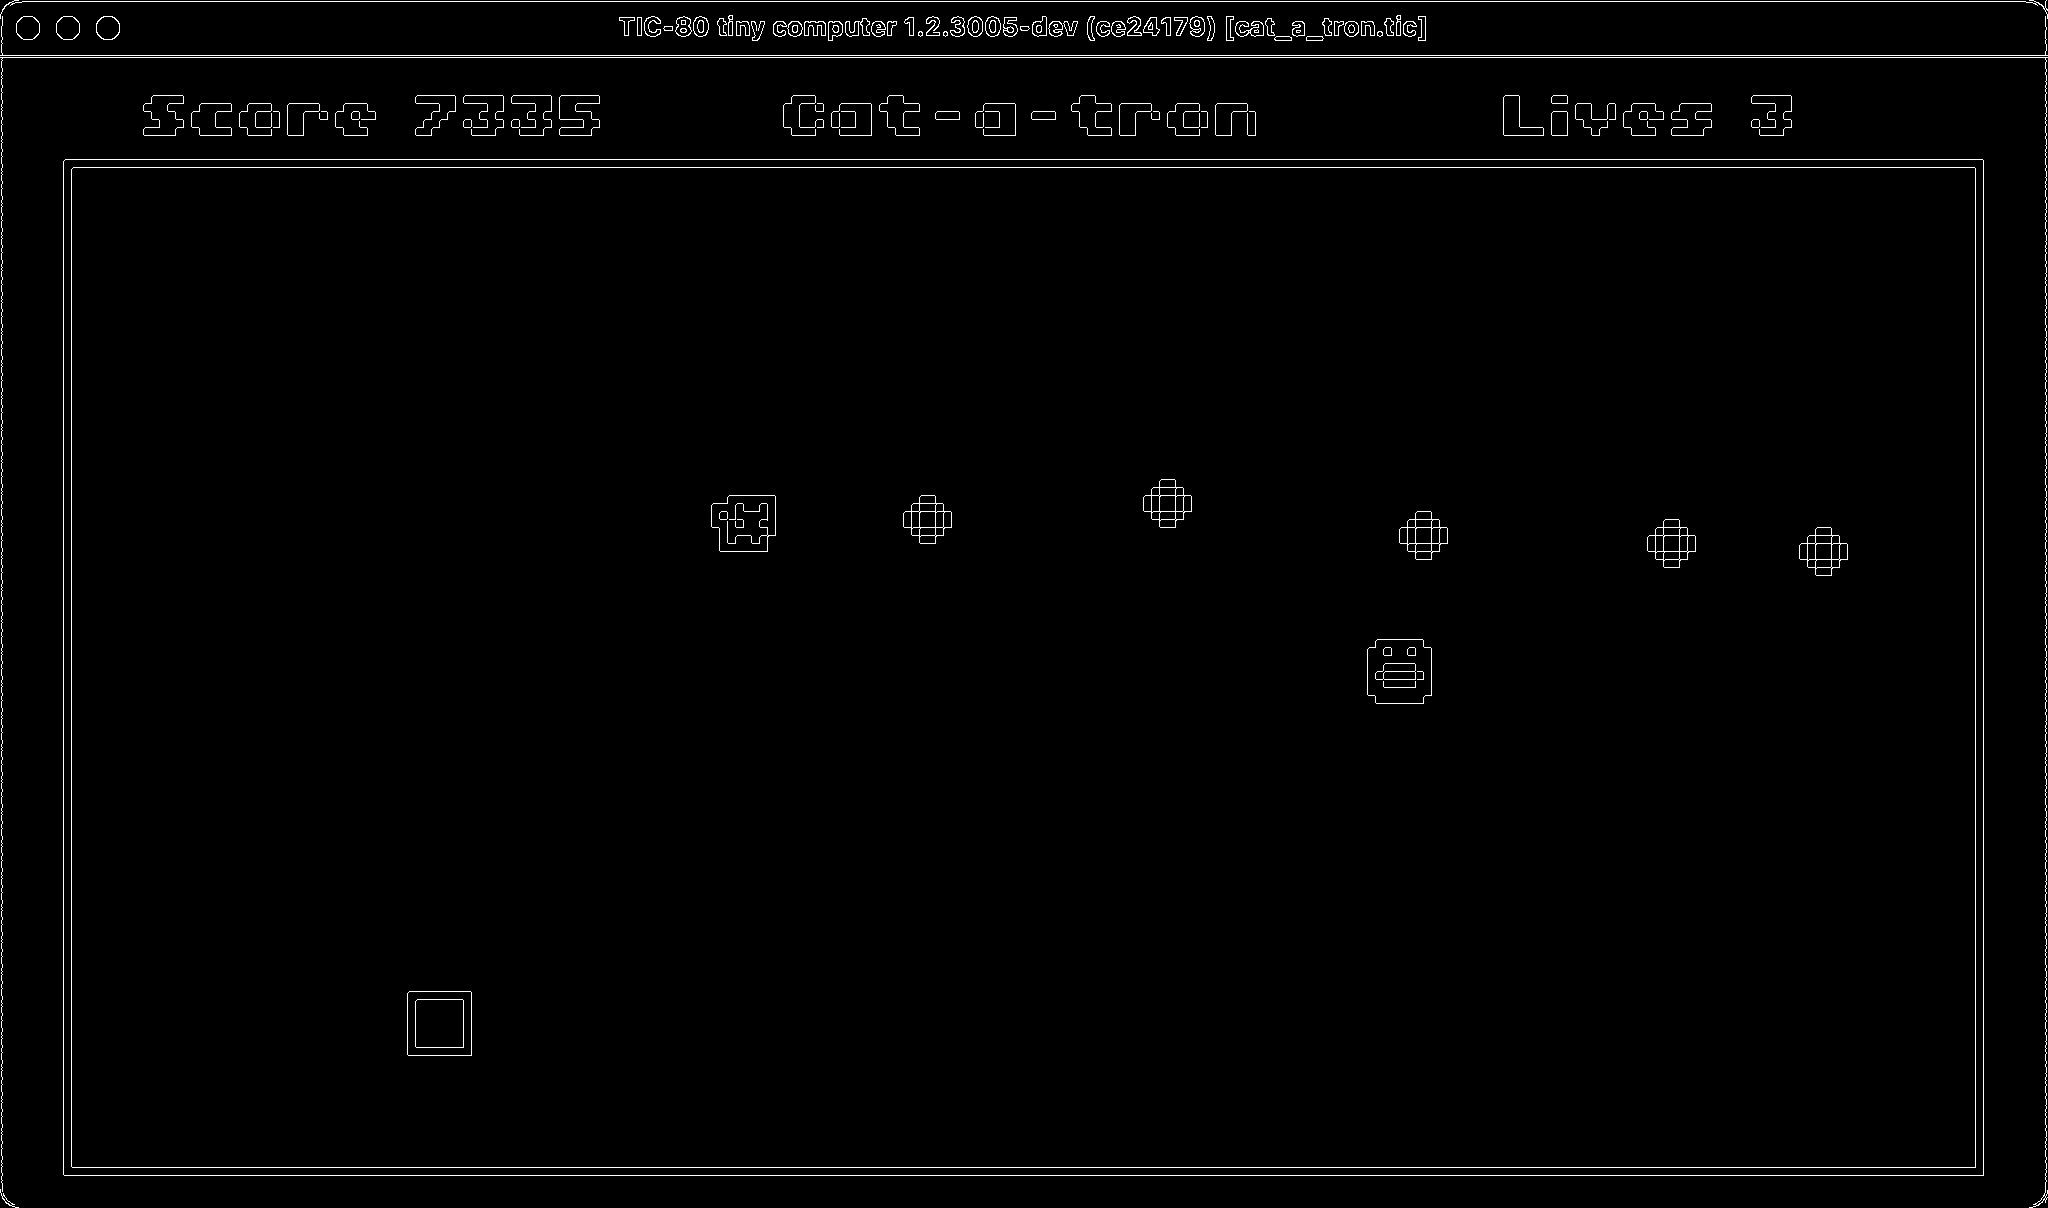 TIC-80 tiny computer 1.2.3005-dev (ce24179) [cat_a_tron.tic]
Score 7335 Cat-a-tron Lives 3